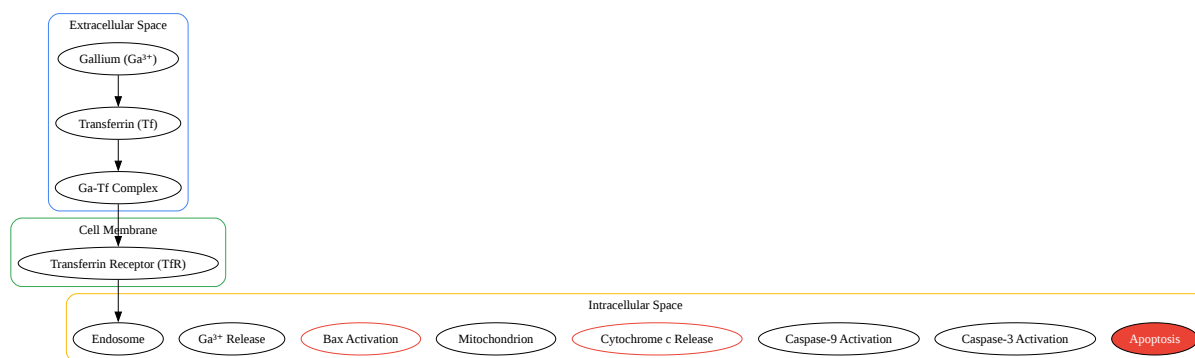 Extracellular Space
Gallium (Ga³⁺)
Transferrin (Tf)
Ga-Tf Complex
Cell Membrane
Transferrin Receptor (TfR)
Intracellular Space
Endosome
Ga³⁺ Release
Bax Activation
Mitochondrion
Cytochrome c Release
Caspase-9 Activation
Caspase-3 Activation
Apoptosis